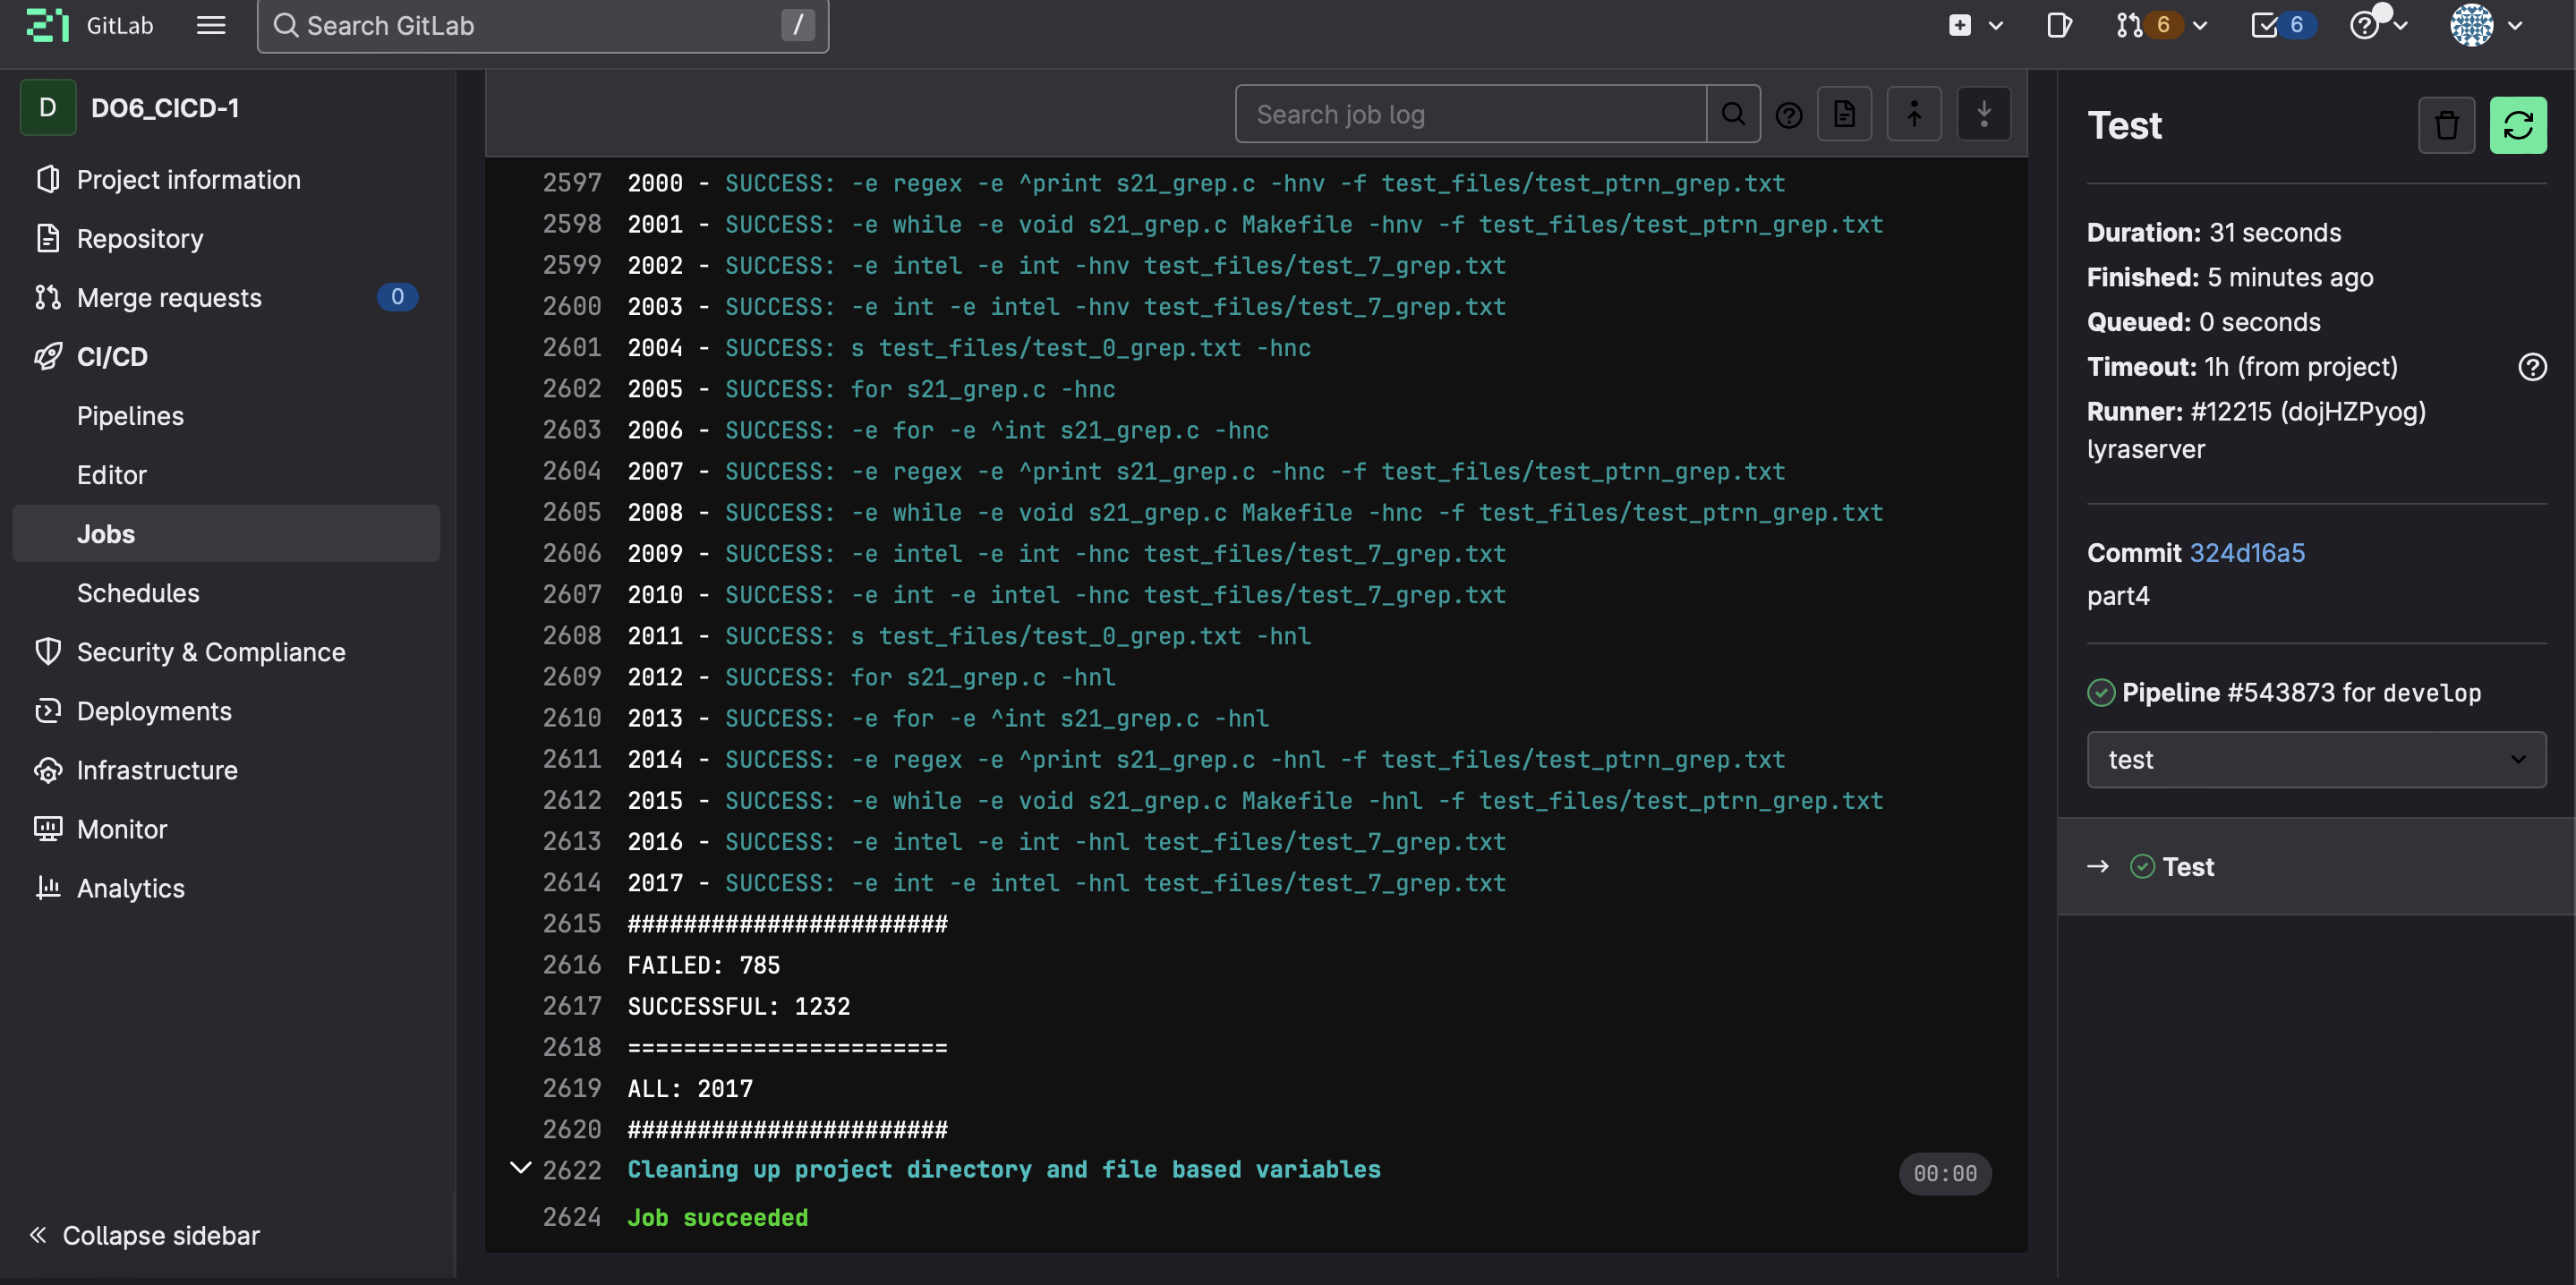 GitLab
Search GitLab
/
6
6
D
DO6_CICD-1
Project information
Repository
Merge requests
0
CI/CD
Pipelines
Editor
Jobs
Schedules
Security & Compliance
Deployments
Infrastructure
Monitor
Analytics
Collapse sidebar
Search job log
2597 2000 - SUCCESS: -e regex -e ^print s21_grep.c -hnv -f test_files/test_ptrn_grep.txt
2598 2001 - SUCCESS: -e while -e void s21_grep.c Makefile -hnv -f test_files/test_ptrn_grep.txt
2599 2002 - SUCCESS: -e intel -e int -hnv test_files/test_7_grep.txt
2600 2003 - SUCCESS: -e int -e intel -hnv test_files/test_7_grep.txt
2601 2004 - SUCCESS: s test_files/test_0_grep.txt -hnc
2602 2005 - SUCCESS: for s21_grep.c -hnc
2603 2006 - SUCCESS: -e for -e ^int s21_grep.c -hnc
2604 2007 - SUCCESS: -e regex -e ^print s21_grep.c -hnc -f test_files/test_ptrn_grep.txt
2605 2008 - SUCCESS: -e while -e void s21_grep.c Makefile -hnc -f test_files/test_ptrn_grep.txt
2606 2009 - SUCCESS: -e intel -e int -hnc test_files/test_7_grep.txt
2607 2010 - SUCCESS: -e int -e intel -hnc test_files/test_7_grep.txt
2608 2011 - SUCCESS: s test_files/test_0_grep.txt -hnl
2609 2012 - SUCCESS: for s21_grep.c -hnl
2610 2013 - SUCCESS: -e for -e ^int s21_grep.c -hnl
2611 2014 - SUCCESS: -e regex -e ^print s21_grep.c -hnl -f test_files/test_ptrn_grep.txt
2612 2015 - SUCCESS: -e while -e void s21_grep.c Makefile -hnl -f test_files/test_ptrn_grep.txt
2613 2016 - SUCCESS: -e intel -e int -hnl test_files/test_7_grep.txt
2614 2017 - SUCCESS: -e int -e intel -hnl test_files/test_7_grep.txt
2615 #######################
2616 FAILED: 785
2617 SUCCESSFUL: 1232
2618 =======================
2619 ALL: 2017
2620 #######################
2622 Cleaning up project directory and file based variables
00:00
2624 Job succeeded
Test
Duration: 31 seconds
Finished: 5 minutes ago
Queued: 0 seconds
Timeout: 1h (from project)
Runner: #12215 (dojHZPyog)
lyraserver
Commit 324d16a5
part4
Pipeline #543873 for develop
test
→ Test